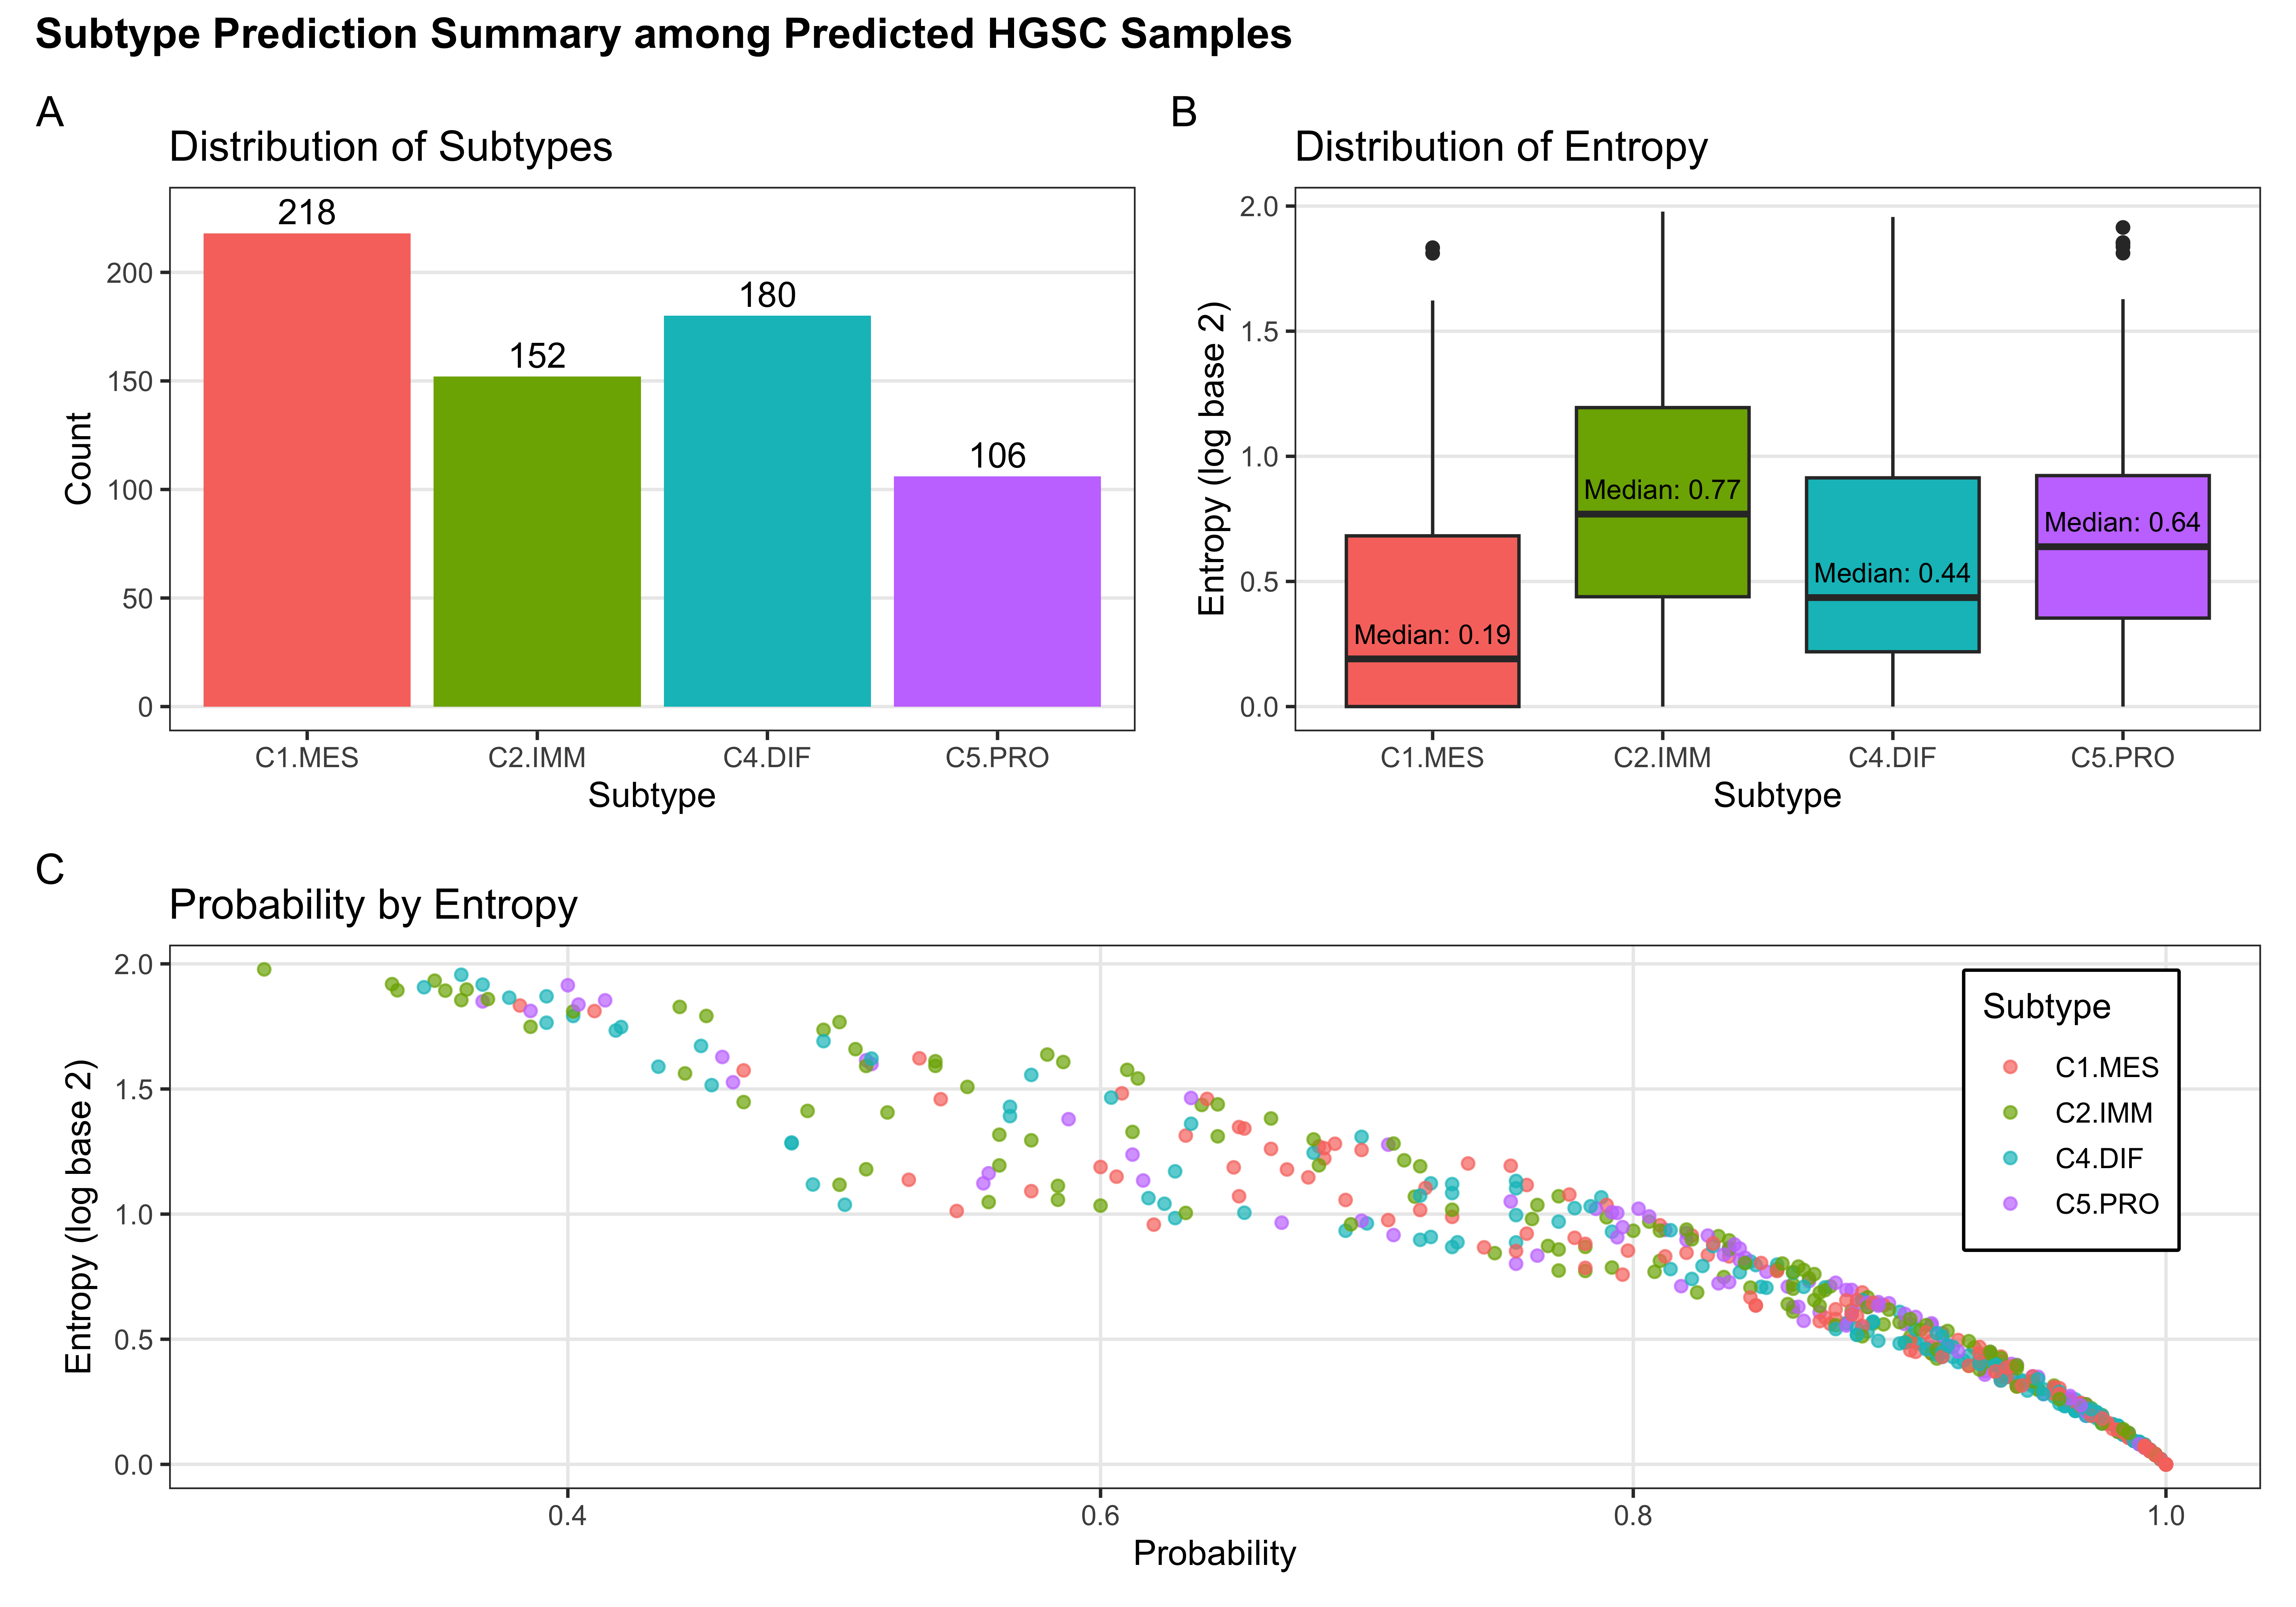 Subtype Prediction Summary among Predicted HGSC Samples
A
Distribution of Subtypes
218
152
180
106
200
150
100
50
0
Count
C1.MES
C2.IMM
C4.DIF
C5.PRO
Subtype
B
Distribution of Entropy
2.0
1.5
1.0
0.5
0.0
Entropy (log base 2)
Median: 0.19
Median: 0.77
Median: 0.44
Median: 0.64
C1.MES
C2.IMM
C4.DIF
C5.PRO
Subtype
C
Probability by Entropy
2.0
1.5
1.0
0.5
0.0
Entropy (log base 2)
Subtype
C1.MES
C2.IMM
C4.DIF
C5.PRO
0.4
0.6
0.8
1.0
Probability